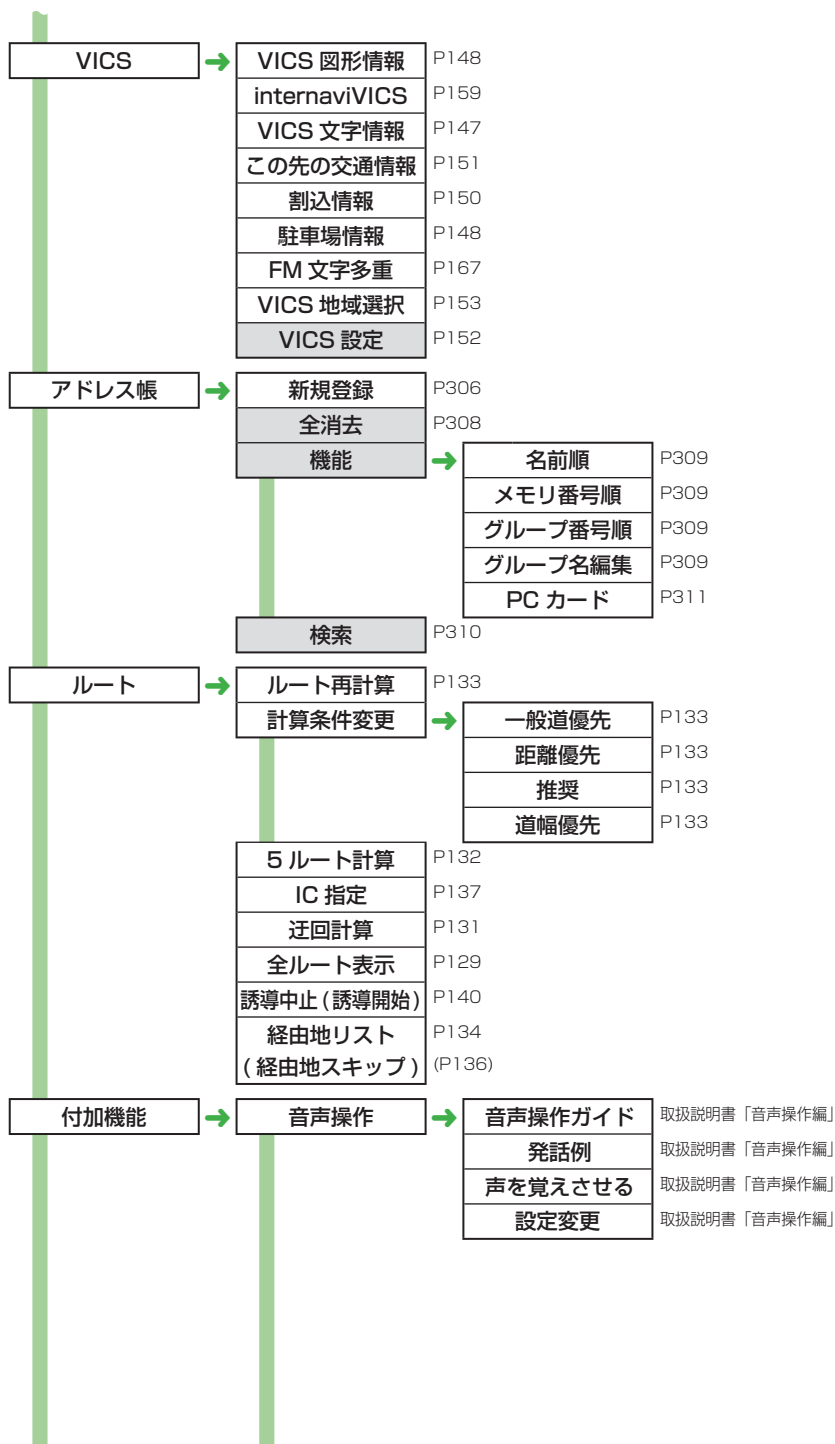 VICS
VICS 図形情報 P148
internaviVICS P159
VICS 文字情報 P147
この先の交通情報 P151
割込情報 P150
駐車場情報 P148
FM 文字多重 P167
VICS 地域選択 P153
VICS 設定 P152
アドレス帳
新規登録 P306
全消去 P308
機能
名前順 P309
メモリ番号順 P309
グループ番号順 P309
グループ名編集 P309
PC カード P311
検索 P310
ルート
ルート再計算 P133
計算条件変更
一般道優先 P133
距離優先 P133
推奨 P133
道幅優先 P133
5 ルート計算 P132
IC 指定 P137
迂回計算 P131
全ルート表示 P129
誘導中止 ( 誘導開始 ) P140
経由地リスト P134
( 経由地スキップ ) (P136)
付加機能
音声操作
音声操作ガイド 取扱説明書「音声操作編」
発話例 取扱説明書「音声操作編」
声を覚えさせる 取扱説明書「音声操作編」
設定変更 取扱説明書「音声操作編」